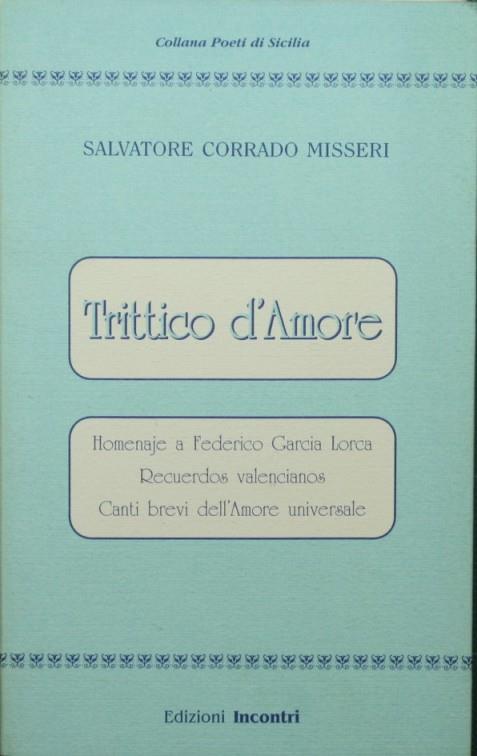 Collana Poeti di Sicilia
SALVATORE CORRADO MISSERI
Trittico d'Amore
Homenaje a Federico Garcia Lorca
Recuerdos valencianos
Canti brevi dell'Amore universale
Edizioni Incontri